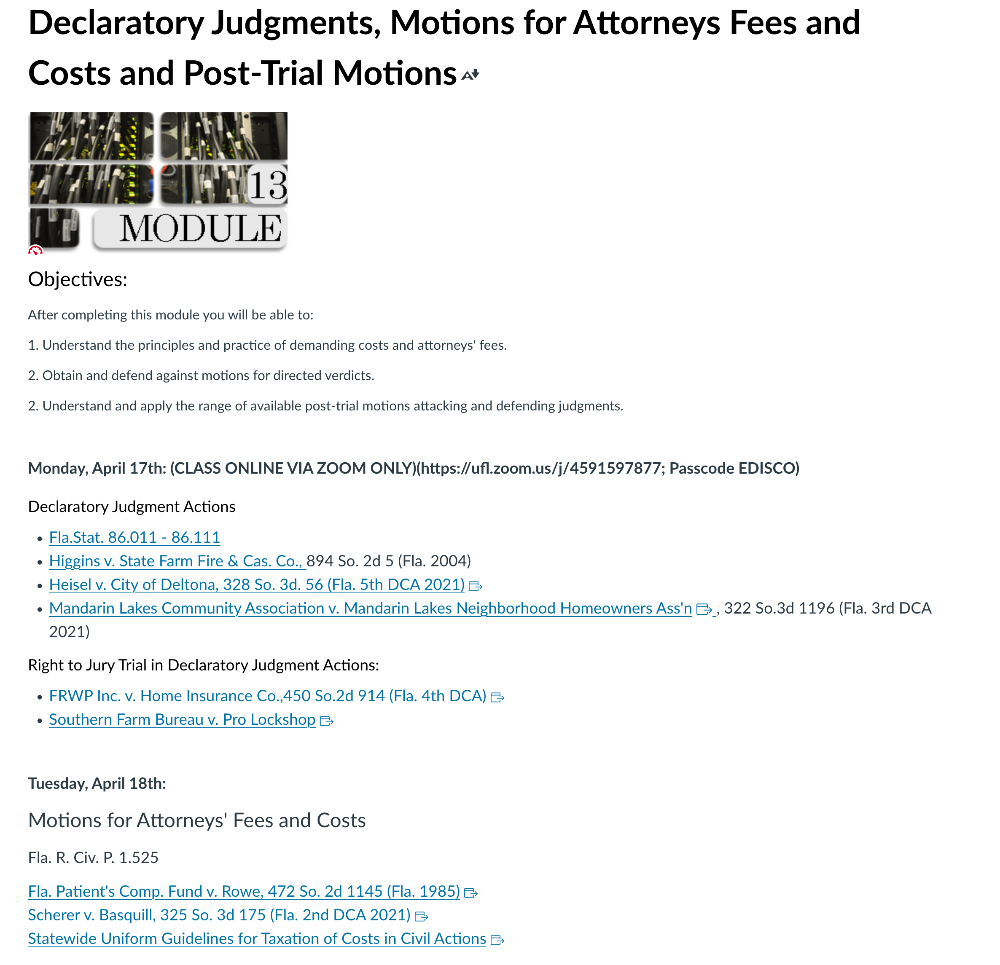 Declaratory Judgments, Motions for Attorneys Fees and
Costs and Post-Trial Motions
13
MODULE
Objectives:
After completing this module you will be able to:
1. Understand the principles and practice of demanding costs and attorneys' fees.
2. Obtain and defend against motions for directed verdicts.
2. Understand and apply the range of available post-trial motions attacking and defending judgments.
Monday, April 17th: (CLASS ONLINE VIA ZOOM ONLY)(https://ufl.zoom.us/j/4591597877; Passcode EDISCO)
Declaratory Judgment Actions
• Fla.Stat. 86.011 - 86.111
• Higgins v. State Farm Fire & Cas. Co., 894 So. 2d 5 (Fla. 2004)
• Heisel v. City of Deltona, 328 So. 3d. 56 (Fla. 5th DCA 2021)
• Mandarin Lakes Community Association v. Mandarin Lakes Neighborhood Homeowners Ass'n , 322 So.3d 1196 (Fla. 3rd DCA
2021)
Right to Jury Trial in Declaratory Judgment Actions:
• FRWP Inc. v. Home Insurance Co.,450 So.2d 914 (Fla. 4th DCA)
• Southern Farm Bureau v. Pro Lockshop
Tuesday, April 18th:
Motions for Attorneys' Fees and Costs
Fla. R. Civ. P. 1.525
Fla. Patient's Comp. Fund v. Rowe, 472 So. 2d 1145 (Fla. 1985)
Scherer v. Basquill, 325 So. 3d 175 (Fla. 2nd DCA 2021)
Statewide Uniform Guidelines for Taxation of Costs in Civil Actions